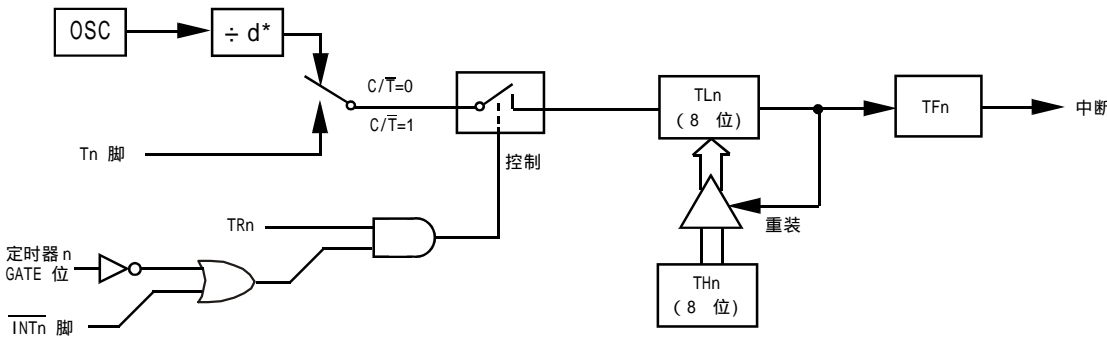 OSC
÷ d*
C/T̅=0
C/T̅=1
Tn 脚
控制
TLn
(8 位)
TFn
中断
重装
THn
(8 位)
TRn
定时器 n
GATE 位
I̅N̅T̅n̅ 脚